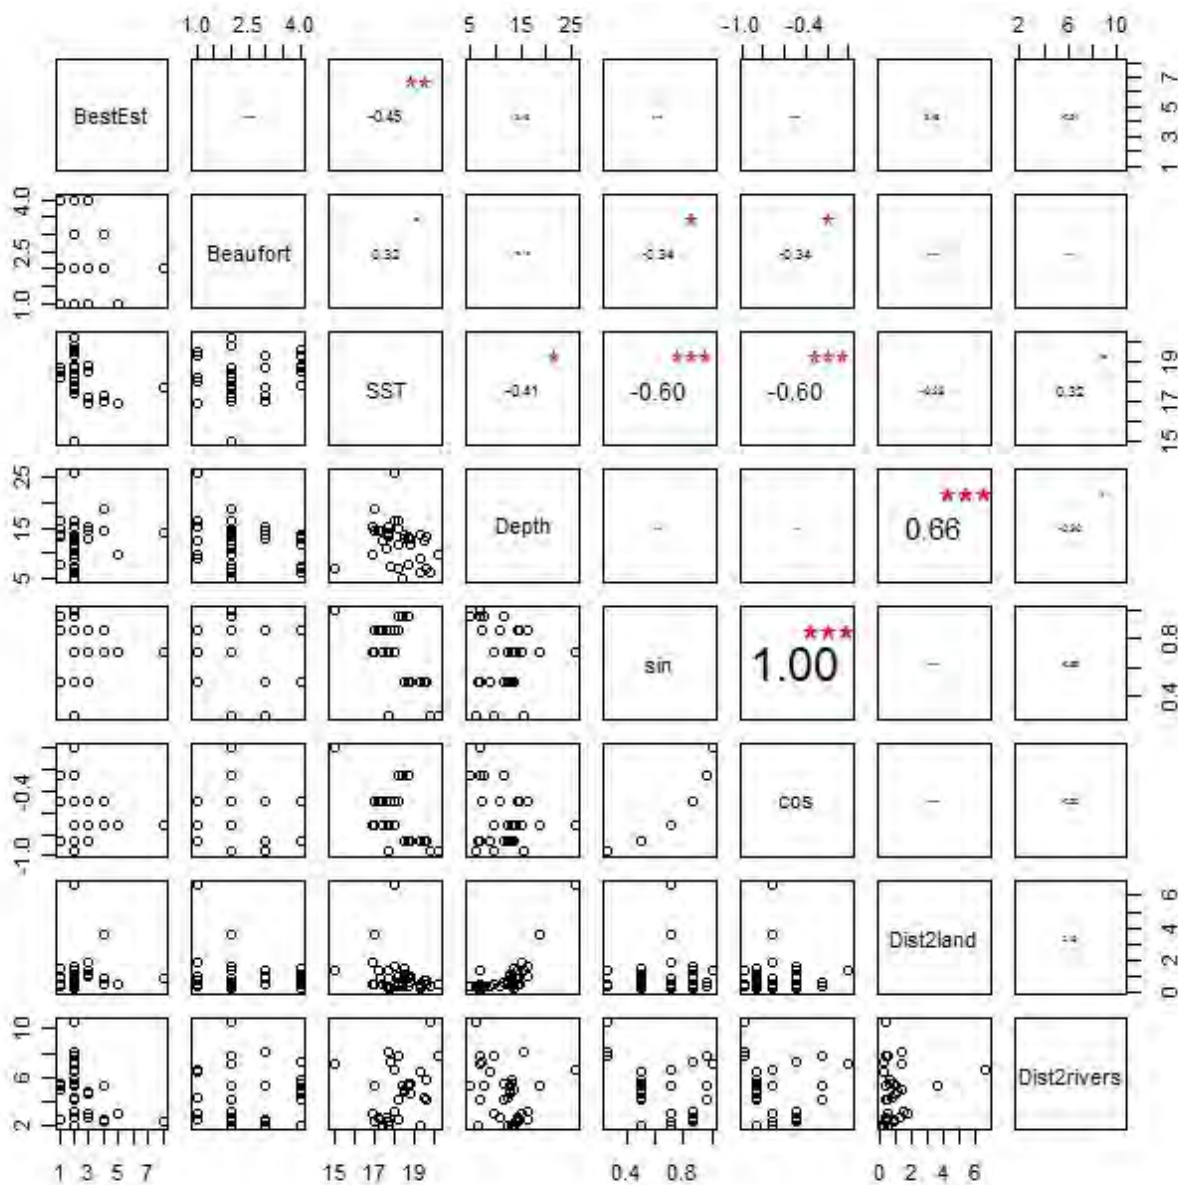 1.0 2.5 4.0 5 15 25 -1.0 -0.4 2 6 10
BestEst -0.45 ** 1 3 5 7
1.0 2.5 4.0 Beaufort 0.32 -0.34 * -0.34 *
SST -0.41 * -0.60 *** -0.60 *** 0.32 15 17 19
5 15 25 Depth 0.66 ***
sin 1.00 *** 0.4 0.8
-1.0 -0.4 cos
Dist2land 0 2 4 6
2 6 10 Dist2rivers
1 3 5 7 15 17 19 0.4 0.8 0 2 4 6